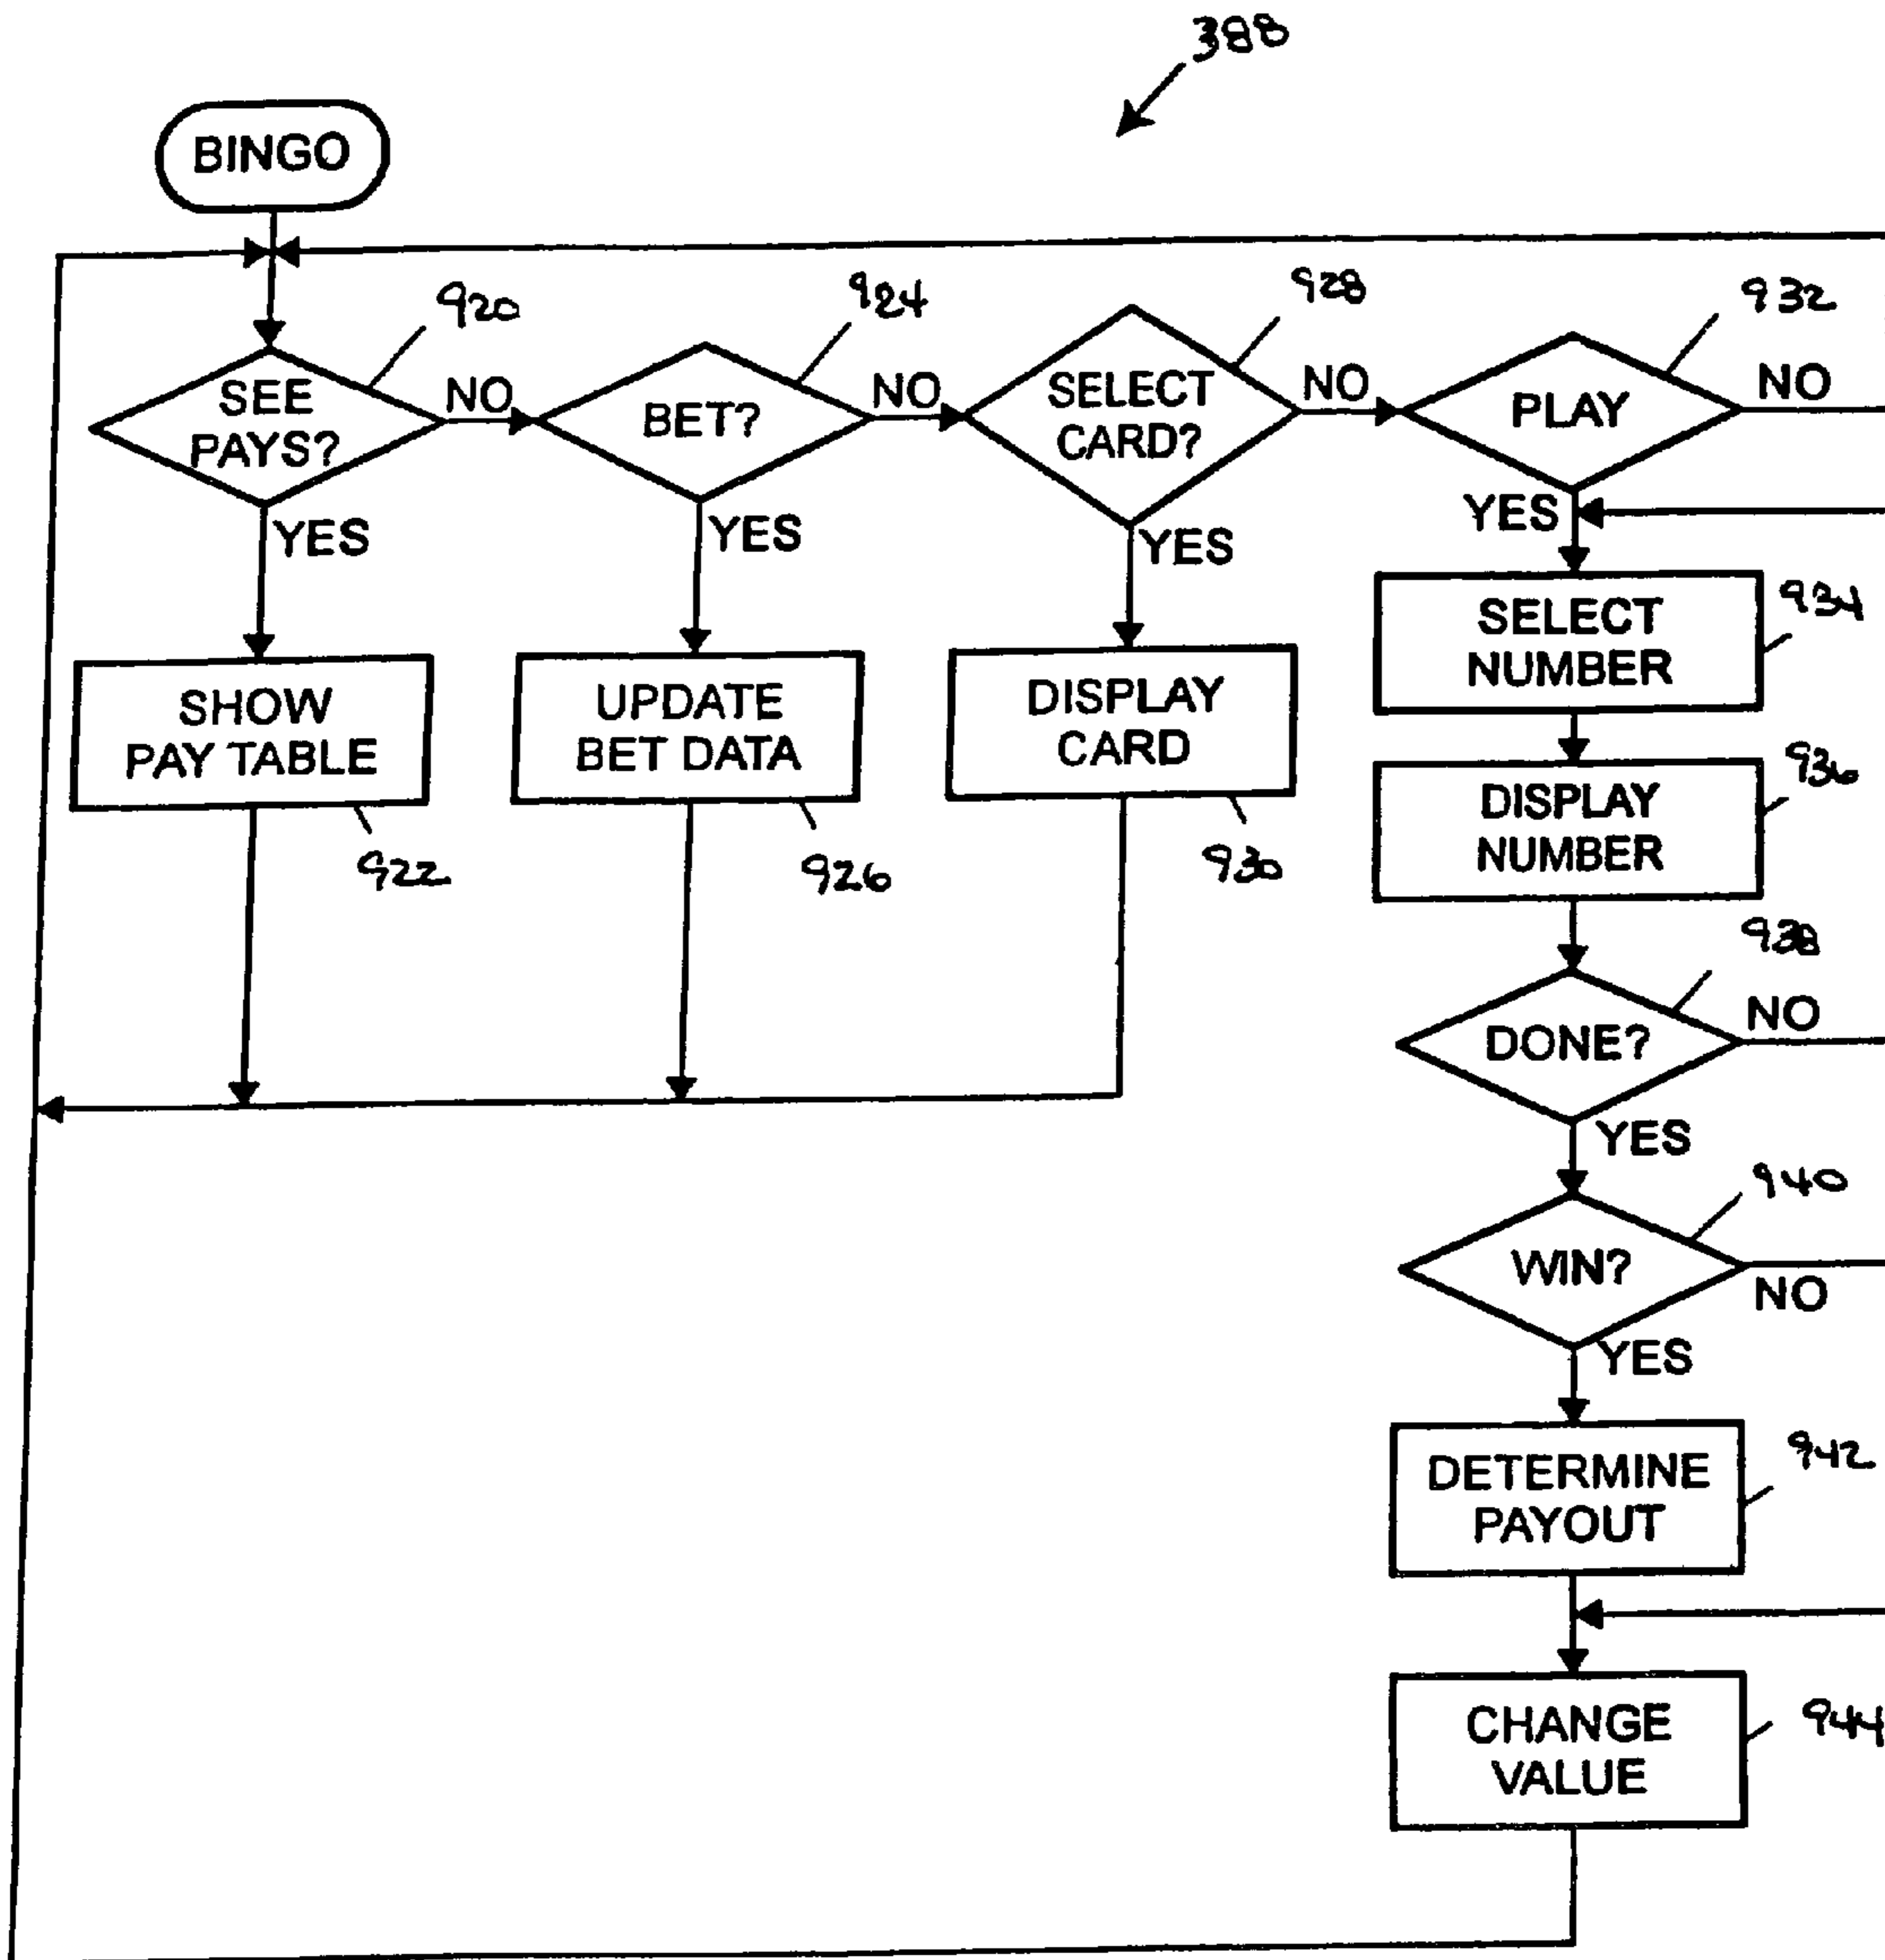 388
BINGO
920
924
928
932
SEE
PAYS?
NO
BET?
NO
SELECT
CARD?
NO
PLAY
NO
YES
YES
YES
YES
SELECT
NUMBER
934
SHOW
PAY TABLE
922
UPDATE
BET DATA
926
DISPLAY
CARD
930
DISPLAY
NUMBER
936
938
DONE?
NO
YES
940
WIN?
NO
YES
DETERMINE
PAYOUT
942
CHANGE
VALUE
944